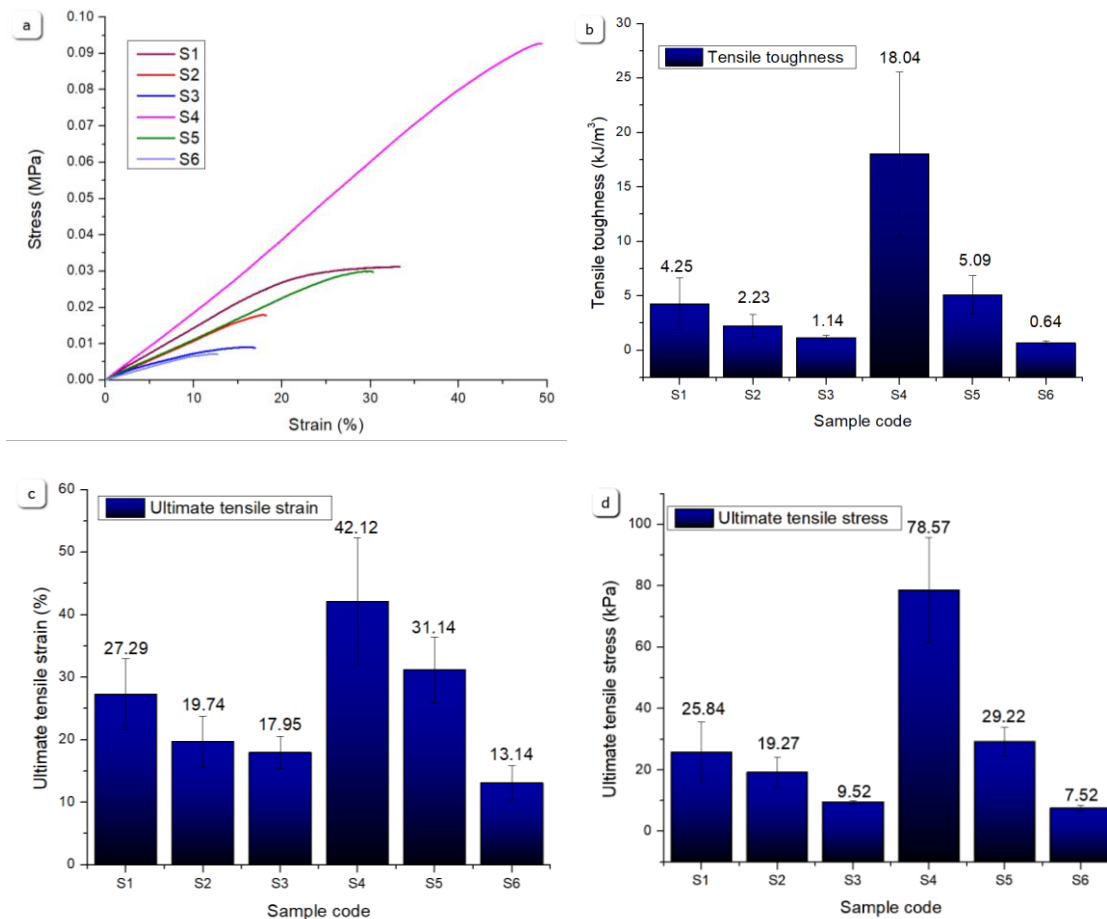 a
0.10
0.09
0.08
0.07
0.06
0.05
0.04
0.03
0.02
0.01
0.00
Stress (MPa)
S1
S2
S3
S4
S5
S6
0 10 20 30 40 50
Strain (%)
b
30
25
20
15
10
5
0
Tensile toughness (kJ/m³)
Tensile toughness
4.25
2.23
1.14
18.04
5.09
0.64
S1 S2 S3 S4 S5 S6
Sample code
c
60
50
40
30
20
10
0
Ultimate tensile strain (%)
Ultimate tensile strain
27.29
19.74
17.95
42.12
31.14
13.14
S1 S2 S3 S4 S5 S6
Sample code
d
100
80
60
40
20
0
Ultimate tensile stress (kPa)
Ultimate tensile stress
25.84
19.27
9.52
78.57
29.22
7.52
S1 S2 S3 S4 S5 S6
Sample code